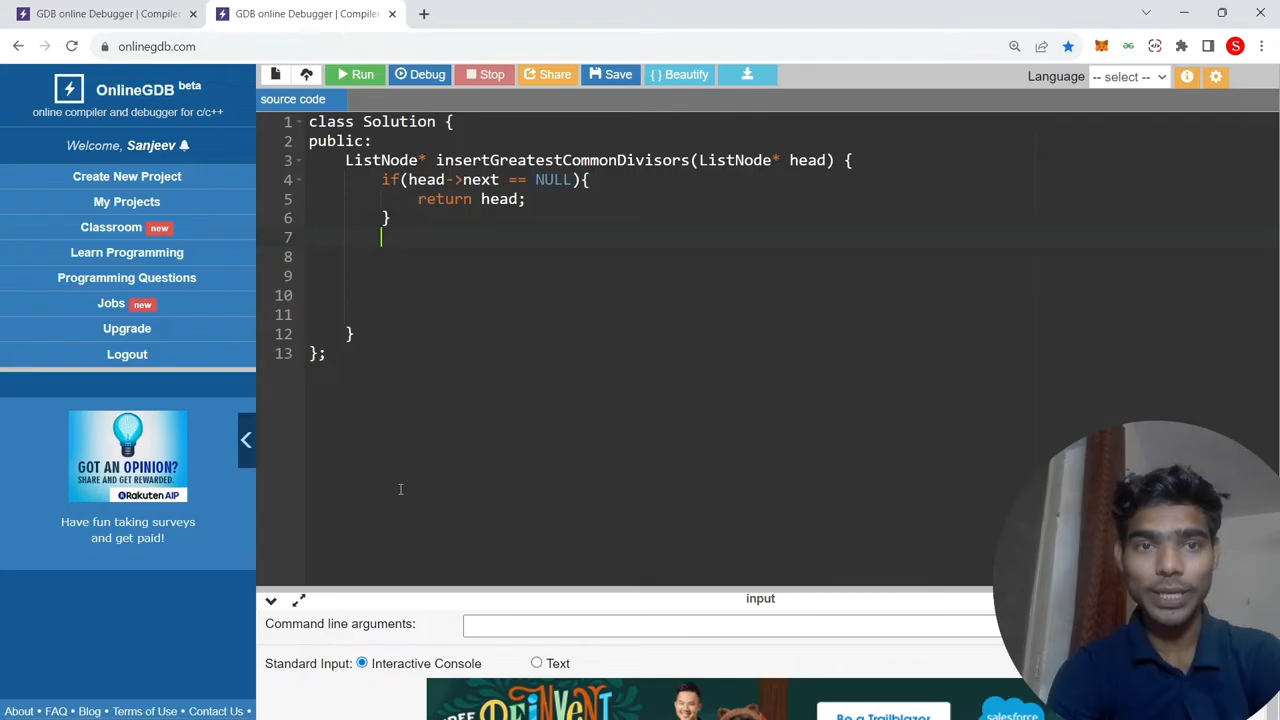 GDB online Debugger | Compiler
GDB online Debugger | Compiler
onlinegdb.com
S
OnlineGDB beta
online compiler and debugger for c/c++
Welcome, Sanjeev
Create New Project
My Projects
Classroom new
Learn Programming
Programming Questions
Jobs new
Upgrade
Logout
GOT AN OPINION?
SHARE AND GET REWARDED.
Rakuten AIP
Have fun taking surveys
and get paid!
About • FAQ • Blog • Terms of Use • Contact Us •
Run
Debug
Stop
Share
Save
{ } Beautify
Language
-- select --
source code
1 class Solution {
2 public:
3 ListNode* insertGreatestCommonDivisors(ListNode* head) {
4 if(head->next == NULL){
5 return head;
6 }
7
8
9
10
11
12 }
13 };
input
Command line arguments:
Standard Input:
Interactive Console
Text
REINVENT
salesforce
Be a Trailblazer